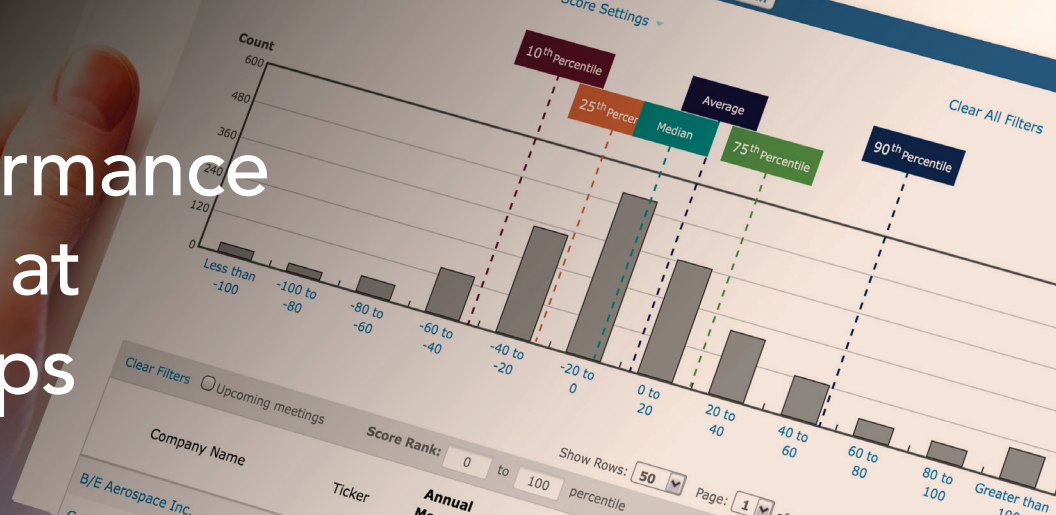 Score Settings
Clear All Filters
Count
600
480
360
240
120
0
10th Percentile
25th
Median
Average
75th Percentile
90th Percentile
Less than
-100
-100 to
-80
-80 to
-60
-60 to
-40
-40 to
-20
-20 to
0
0 to
20
20 to
40
40 to
60
60 to
80
80 to
100
Greater than
rmance
at
ps
Clear Filters
Upcoming meetings
Score Rank:
0
to
100
percentile
Show Rows:
50
Page:
1
Company Name
Ticker
Annual
B/E Aerospace Inc.